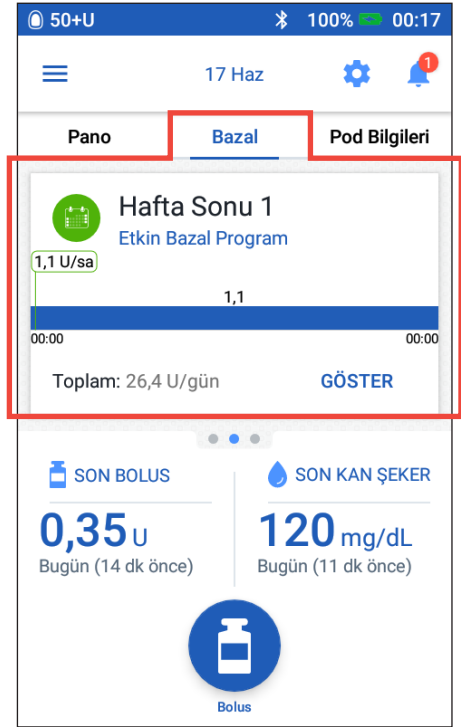 50+U 100% 00:17
17 Haz 1
Pano Bazal Pod Bilgileri
Hafta Sonu 1
Etkin Bazal Program
1,1 U/sa
1,1
00:00 00:00
Toplam: 26,4 U/gün GÖSTER
SON BOLUS SON KAN ŞEKER
0,35 U 120 mg/dL
Bugün (14 dk önce) Bugün (11 dk önce)
Bolus